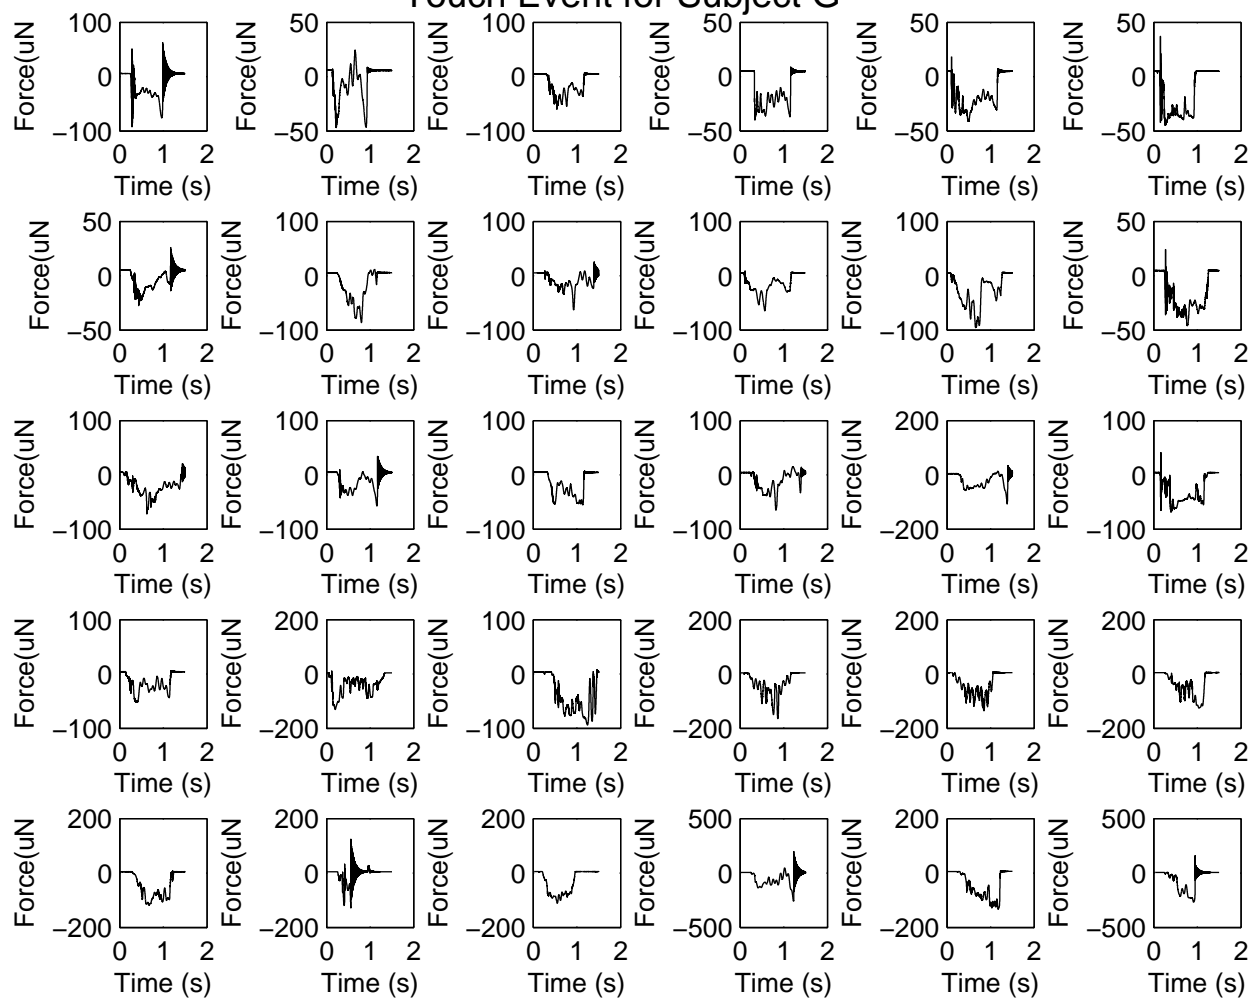 Touch Event for Subject G
100 50 100 50 50 50
Force(uN Force(uN Force(uN Force(uN Force(uN Force(uN
0 0 0 0 0 0
−100 −50 −100 −50 −50 −50
0 1 2 0 1 2 0 1 2 0 1 2 0 1 2 0 1 2
Time (s) Time (s) Time (s) Time (s) Time (s) Time (s)
50 100 100 100 100 50
Force(uN Force(uN Force(uN Force(uN Force(uN Force(uN
0 0 0 0 0 0
−50 −100 −100 −100 −100 −50
0 1 2 0 1 2 0 1 2 0 1 2 0 1 2 0 1 2
Time (s) Time (s) Time (s) Time (s) Time (s) Time (s)
100 100 100 100 200 100
Force(uN Force(uN Force(uN Force(uN Force(uN Force(uN
0 0 0 0 0 0
−100 −100 −100 −100 −200 −100
0 1 2 0 1 2 0 1 2 0 1 2 0 1 2 0 1 2
Time (s) Time (s) Time (s) Time (s) Time (s) Time (s)
100 200 100 200 200 200
Force(uN Force(uN Force(uN Force(uN Force(uN Force(uN
0 0 0 0 0 0
−100 −200 −100 −200 −200 −200
0 1 2 0 1 2 0 1 2 0 1 2 0 1 2 0 1 2
Time (s) Time (s) Time (s) Time (s) Time (s) Time (s)
200 200 200 500 200 500
Force(uN Force(uN Force(uN Force(uN Force(uN Force(uN
0 0 0 0 0 0
−200 −200 −200 −500 −200 −500
0 1 2 0 1 2 0 1 2 0 1 2 0 1 2 0 1 2
Time (s) Time (s) Time (s) Time (s) Time (s) Time (s)